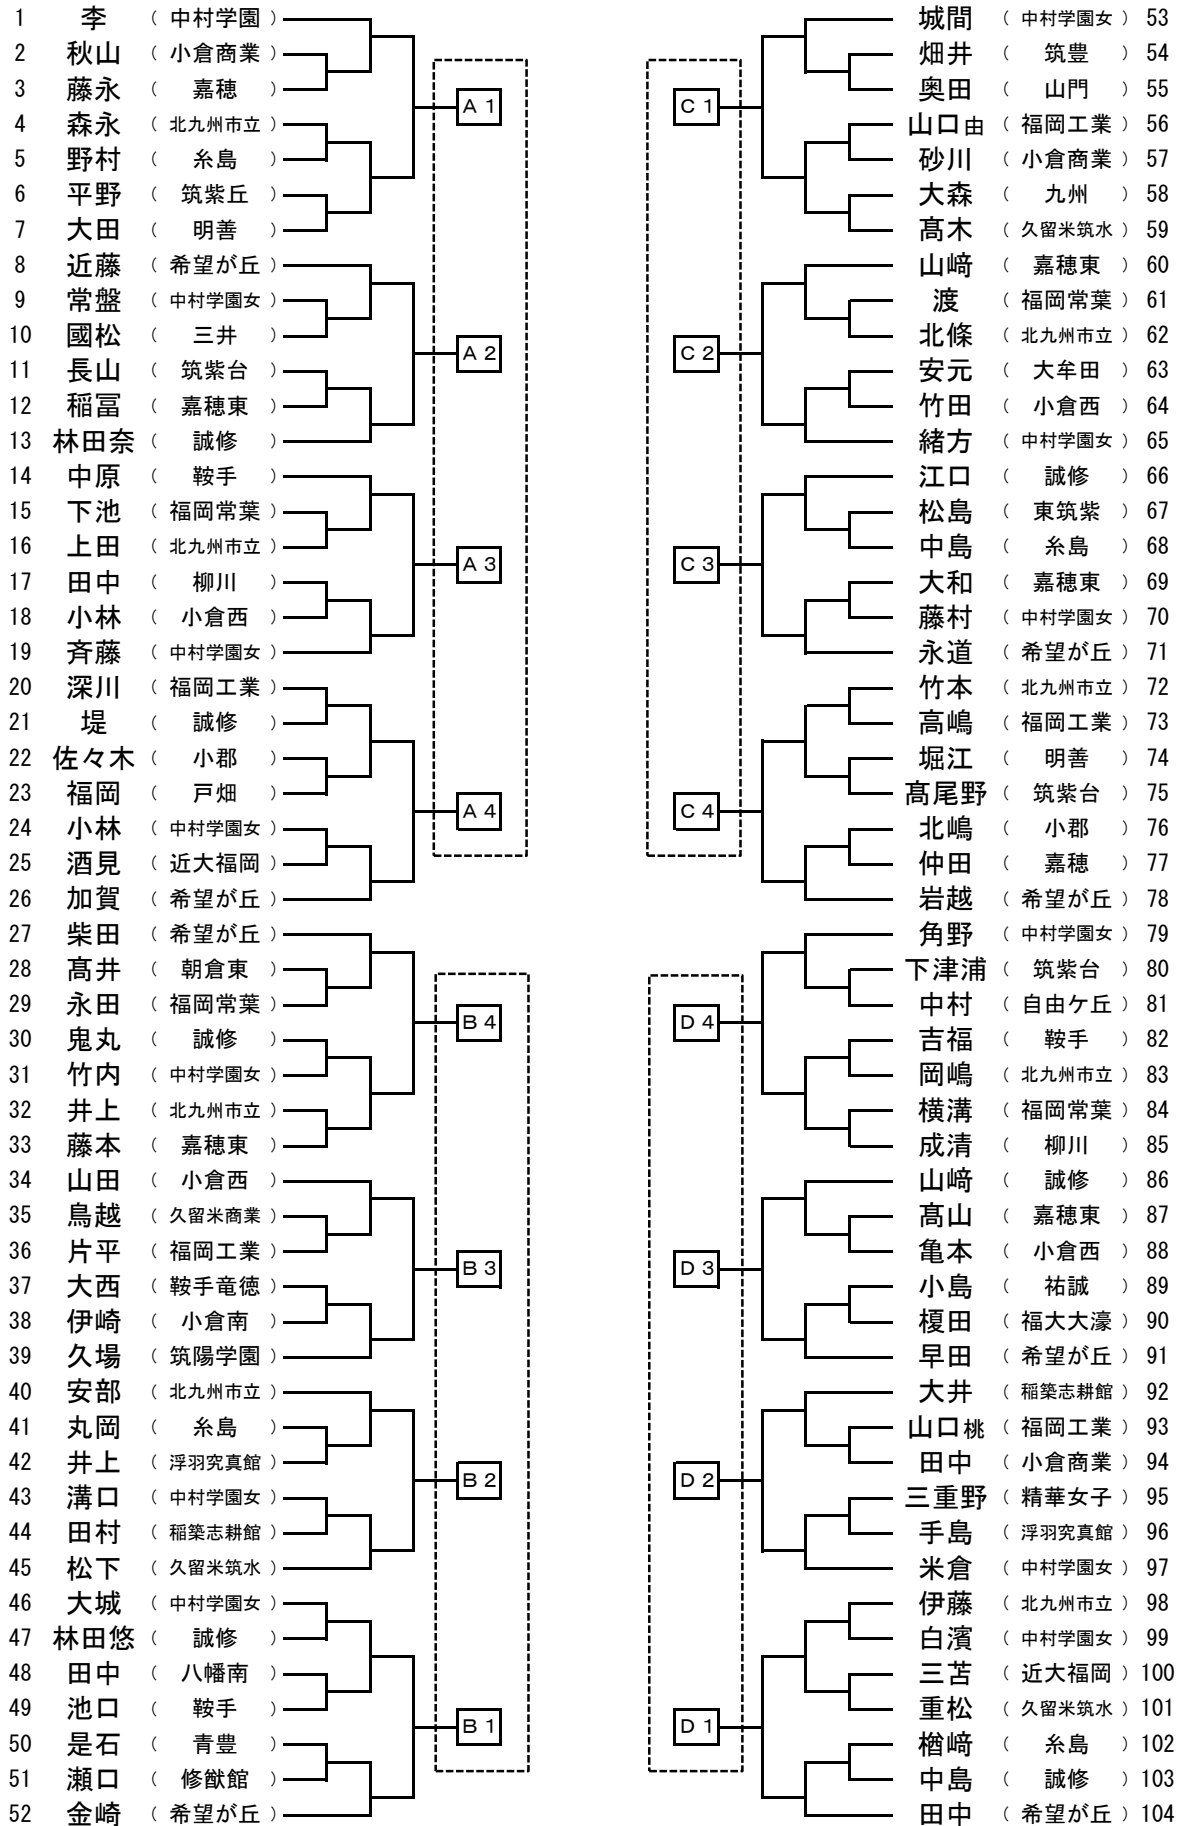 1 李 （ 中村学園 ）
2 秋山 （ 小倉商業 ）
3 藤永 （ 嘉穂 ）
4 森永 （ 北九州市立 ）
5 野村 （ 糸島 ）
6 平野 （ 筑紫丘 ）
7 大田 （ 明善 ）
A1
8 近藤 （ 希望が丘 ）
9 常盤 （ 中村学園女 ）
10 國松 （ 三井 ）
11 長山 （ 筑紫台 ）
12 稲冨 （ 嘉穂東 ）
13 林田奈 （ 誠修 ）
A2
14 中原 （ 鞍手 ）
15 下池 （ 福岡常葉 ）
16 上田 （ 北九州市立 ）
17 田中 （ 柳川 ）
18 小林 （ 小倉西 ）
19 斉藤 （ 中村学園女 ）
A3
20 深川 （ 福岡工業 ）
21 堤 （ 誠修 ）
22 佐々木 （ 小郡 ）
23 福岡 （ 戸畑 ）
24 小林 （ 中村学園女 ）
25 酒見 （ 近大福岡 ）
26 加賀 （ 希望が丘 ）
A4
27 柴田 （ 希望が丘 ）
28 髙井 （ 朝倉東 ）
29 永田 （ 福岡常葉 ）
30 鬼丸 （ 誠修 ）
31 竹内 （ 中村学園女 ）
32 井上 （ 北九州市立 ）
33 藤本 （ 嘉穂東 ）
B4
34 山田 （ 小倉西 ）
35 鳥越 （ 久留米商業 ）
36 片平 （ 福岡工業 ）
37 大西 （ 鞍手竜徳 ）
38 伊崎 （ 小倉南 ）
39 久場 （ 筑陽学園 ）
B3
40 安部 （ 北九州市立 ）
41 丸岡 （ 糸島 ）
42 井上 （ 浮羽究真館 ）
43 溝口 （ 中村学園女 ）
44 田村 （ 稲築志耕館 ）
45 松下 （ 久留米筑水 ）
B2
46 大城 （ 中村学園女 ）
47 林田悠 （ 誠修 ）
48 田中 （ 八幡南 ）
49 池口 （ 鞍手 ）
50 是石 （ 青豊 ）
51 瀬口 （ 修猷館 ）
52 金崎 （ 希望が丘 ）
B1
城間 （ 中村学園女 ） 53
畑井 （ 筑豊 ） 54
奥田 （ 山門 ） 55
山口由 （ 福岡工業 ） 56
砂川 （ 小倉商業 ） 57
大森 （ 九州 ） 58
髙木 （ 久留米筑水 ） 59
C1
山﨑 （ 嘉穂東 ） 60
渡 （ 福岡常葉 ） 61
北條 （ 北九州市立 ） 62
安元 （ 大牟田 ） 63
竹田 （ 小倉西 ） 64
緒方 （ 中村学園女 ） 65
C2
江口 （ 誠修 ） 66
松島 （ 東筑紫 ） 67
中島 （ 糸島 ） 68
大和 （ 嘉穂東 ） 69
藤村 （ 中村学園女 ） 70
永道 （ 希望が丘 ） 71
C3
竹本 （ 北九州市立 ） 72
高嶋 （ 福岡工業 ） 73
堀江 （ 明善 ） 74
髙尾野 （ 筑紫台 ） 75
北嶋 （ 小郡 ） 76
仲田 （ 嘉穂 ） 77
岩越 （ 希望が丘 ） 78
C4
角野 （ 中村学園女 ） 79
下津浦 （ 筑紫台 ） 80
中村 （ 自由ケ丘 ） 81
吉福 （ 鞍手 ） 82
岡嶋 （ 北九州市立 ） 83
横溝 （ 福岡常葉 ） 84
成清 （ 柳川 ） 85
D4
山﨑 （ 誠修 ） 86
髙山 （ 嘉穂東 ） 87
亀本 （ 小倉西 ） 88
小島 （ 祐誠 ） 89
榎田 （ 福大大濠 ） 90
早田 （ 希望が丘 ） 91
D3
大井 （ 稲築志耕館 ） 92
山口桃 （ 福岡工業 ） 93
田中 （ 小倉商業 ） 94
三重野 （ 精華女子 ） 95
手島 （ 浮羽究真館 ） 96
米倉 （ 中村学園女 ） 97
D2
伊藤 （ 北九州市立 ） 98
白濱 （ 中村学園女 ） 99
三苫 （ 近大福岡 ） 100
重松 （ 久留米筑水 ） 101
楢﨑 （ 糸島 ） 102
中島 （ 誠修 ） 103
田中 （ 希望が丘 ） 104
D1